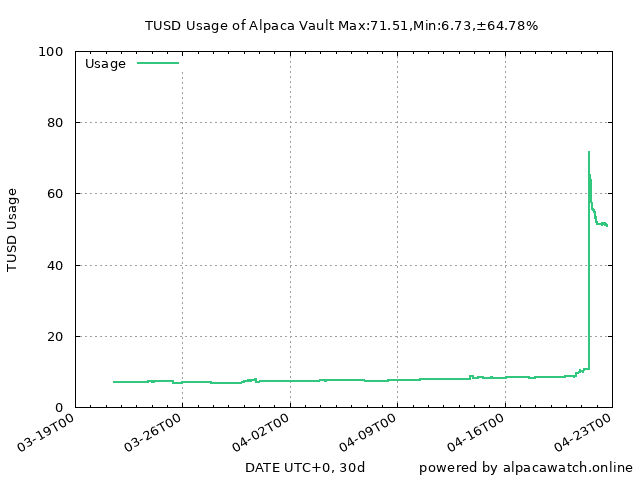 TUSD Usage of Alpaca Vault Max:71.51,Min:6.73,±64.78%
Usage
TUSD Usage
100
80
60
40
20
0
03-19T00
03-26T00
04-02T00
04-09T00
04-16T00
04-23T00
DATE UTC+0, 30d
powered by alpacawatch.online